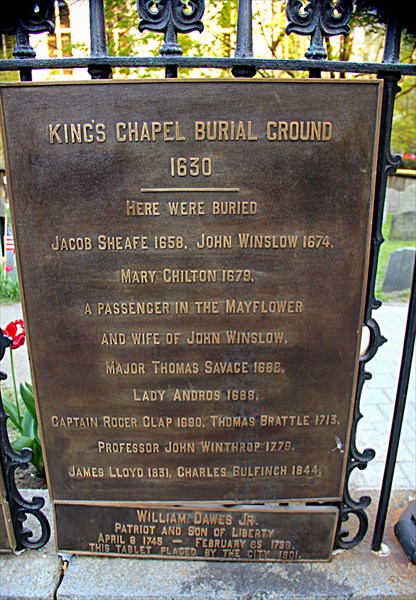 KING'S CHAPEL BURIAL GROUND
1630
HERE WERE BURIED
JACOB SHEAFE 1658, JOHN WINSLOW 1674,
MARY CHILTON 1679,
A PASSENGER IN THE MAYFLOWER
AND WIFE OF JOHN WINSLOW,
MAJOR THOMAS SAVAGE 1682,
LADY ANDROS 1688,
CAPTAIN ROGER CLAP 1690, THOMAS BRATTLE 1713,
PROFESSOR JOHN WINTHROP 1779,
JAMES LLOYD 1831, CHARLES BULFINCH 1844,
WILLIAM DAWES JR.
PATRIOT AND SON OF LIBERTY
APRIL 6 1745 — FEBRUARY 25 1799
THIS TABLET PLACED BY THE CITY 1901.